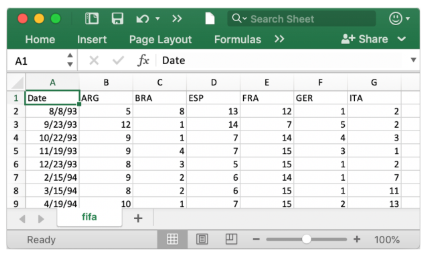 Search Sheet
Home Insert Page Layout Formulas >> Share
A1 fx Date
A B C D E F G
1 Date ARG BRA ESP FRA GER ITA
2 8/8/93 5 8 13 12 1 2
3 9/23/93 12 1 14 7 5 2
4 10/22/93 9 1 7 14 4 3
5 11/19/93 9 4 7 15 3 1
6 12/23/93 8 3 5 15 1 2
7 2/15/94 9 2 6 14 1 7
8 3/15/94 8 2 6 15 1 11
9 4/19/94 10 1 7 15 2 13
fifa +
Ready 100%